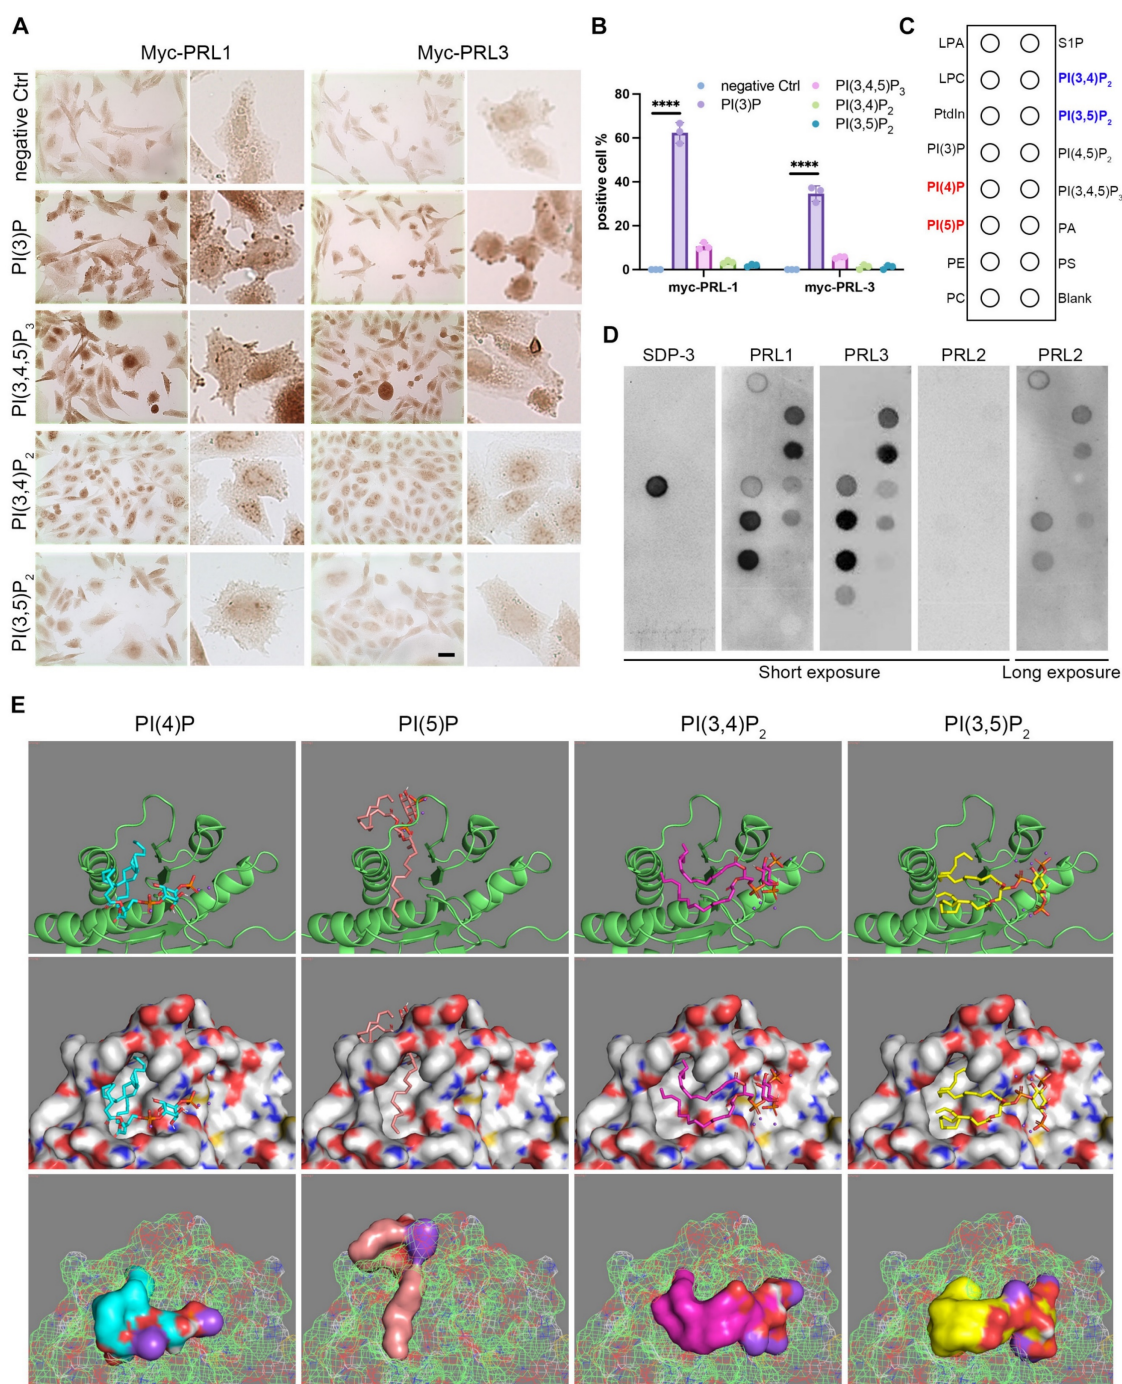 A
Myc-PRL1
Myc-PRL3
negative Ctrl
PI(3)P
PI(3,4,5)P3
PI(3,4)P2
PI(3,5)P2
B
negative Ctrl
PI(3)P
PI(3,4,5)P3
PI(3,4)P2
PI(3,5)P2
positive cell %
80
60
40
20
0
****
****
myc-PRL-1
myc-PRL-3
C
LPA
S1P
LPC
PI(3,4)P2
PtdIn
PI(3,5)P2
PI(3)P
PI(4,5)P2
PI(4)P
PI(3,4,5)P3
PI(5)P
PA
PE
PS
PC
Blank
D
SDP-3
PRL1
PRL3
PRL2
PRL2
Short exposure
Long exposure
E
PI(4)P
PI(5)P
PI(3,4)P2
PI(3,5)P2